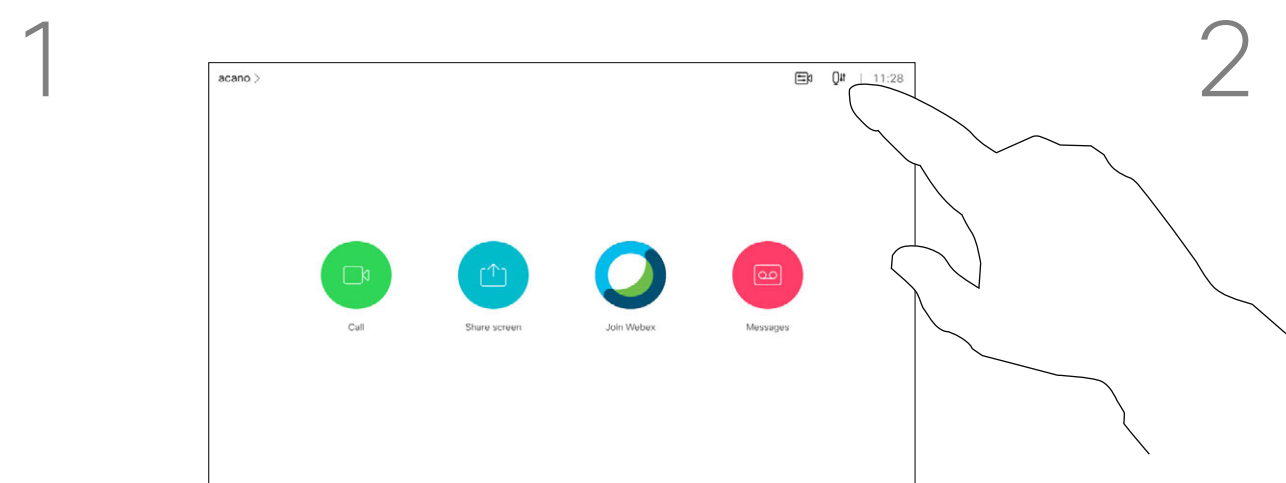 1
2
acano >
11:28
Call
Share screen
Join Webex
Messages